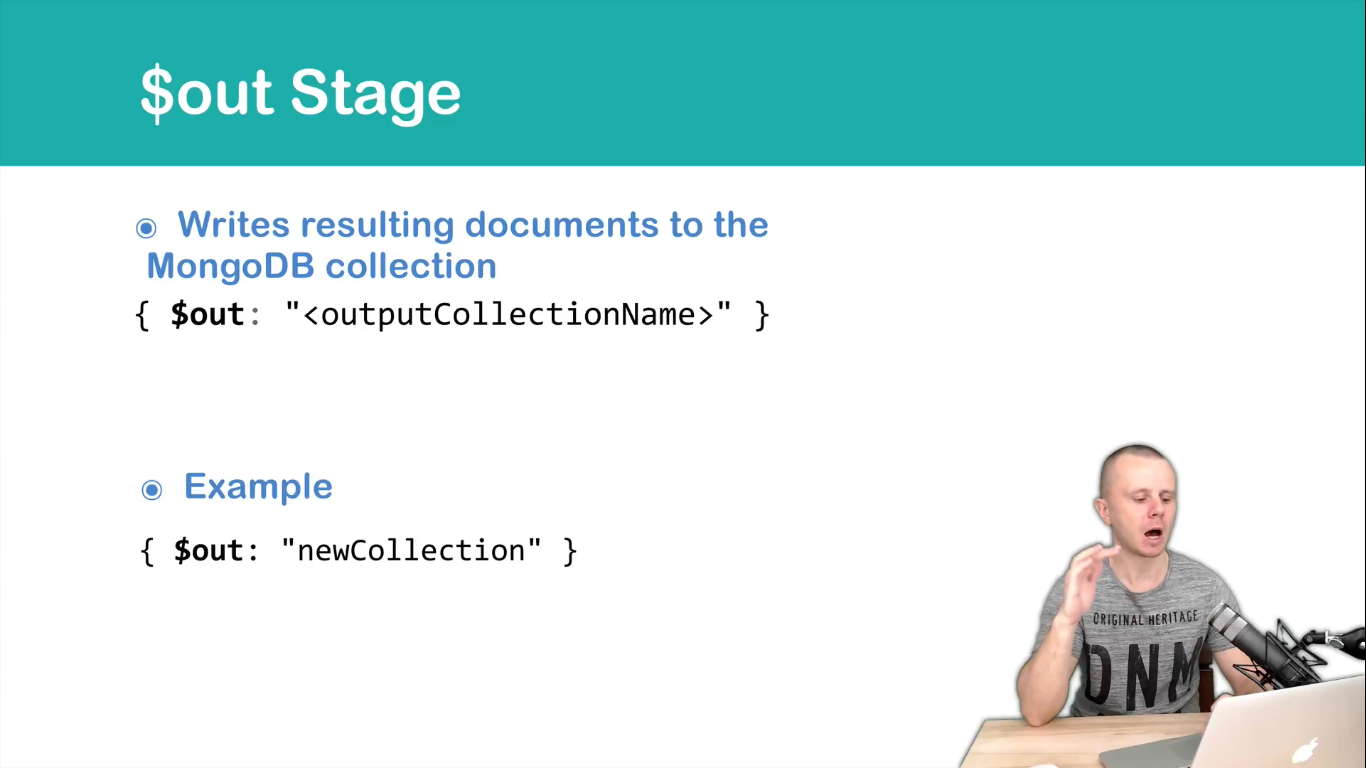 $out Stage
◉ Writes resulting documents to the
MongoDB collection
{ $out: "<outputCollectionName>" }
◉ Example
{ $out: "newCollection" }
ORIGINAL HERITAGE
DNM